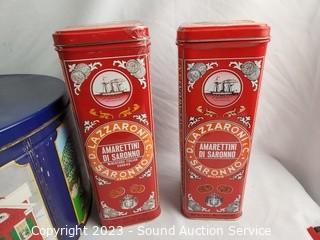 D. LAZZARONI & C.
AMARETTINI
DI SARONNO
SARONNO
D. LAZZARONI & C.
AMARETTINI
DI SARONNO
SARONNO
Copyright 2023 - Sound Auction Service